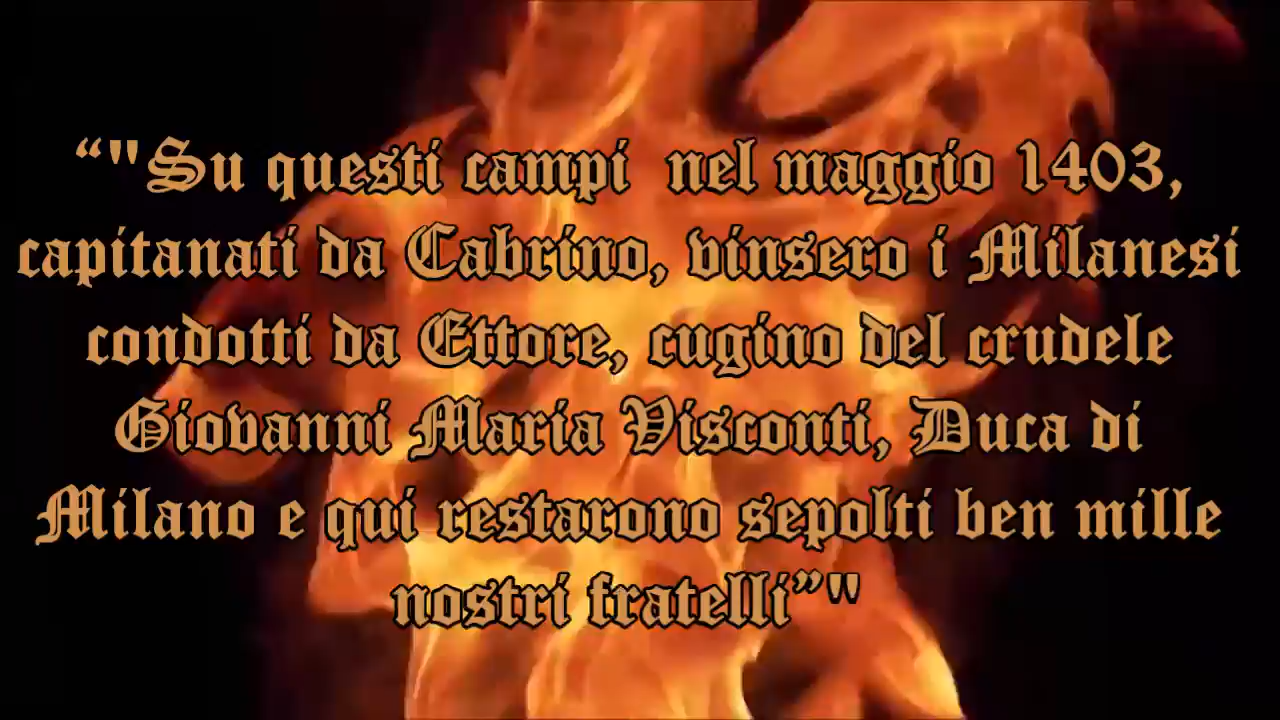 “"Su questi campi  nel maggio 1403,
capitanati da Cabrino, vinsero i Milanesi
condotti da Ettore, cugino del crudele
Giovanni Maria Visconti, Duca di
Milano e qui restarono sepolti ben mille
nostri fratelli”"